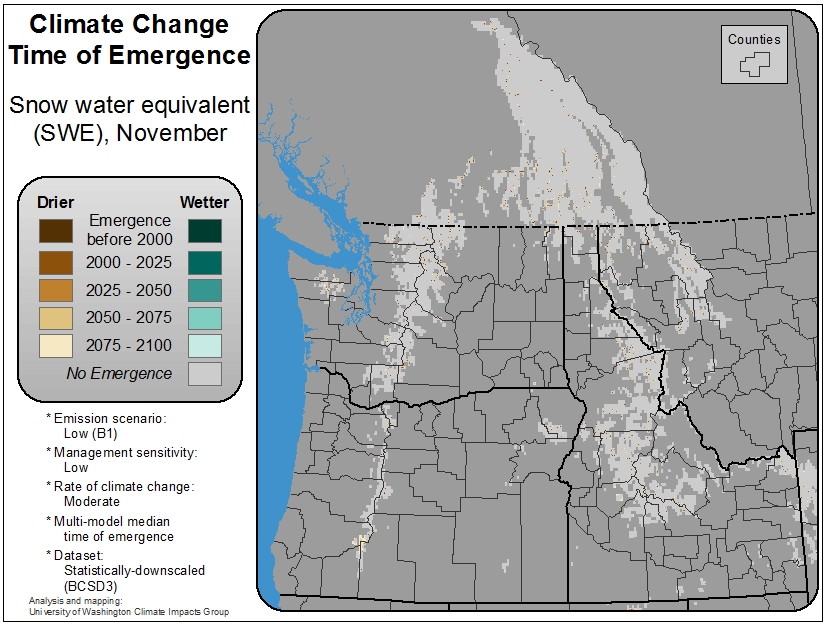 Climate Change
Time of Emergence
Snow water equivalent
(SWE), November
Drier
Wetter
Emergence
before 2000
2000 - 2025
2025 - 2050
2050 - 2075
2075 - 2100
No Emergence
* Emission scenario:
Low (B1)
* Management sensitivity:
Low
* Rate of climate change:
Moderate
* Multi-model median
time of emergence
* Dataset:
Statistically-downscaled
(BCSD3)
Analysis and mapping:
University of Washington Climate Impacts Group
Counties